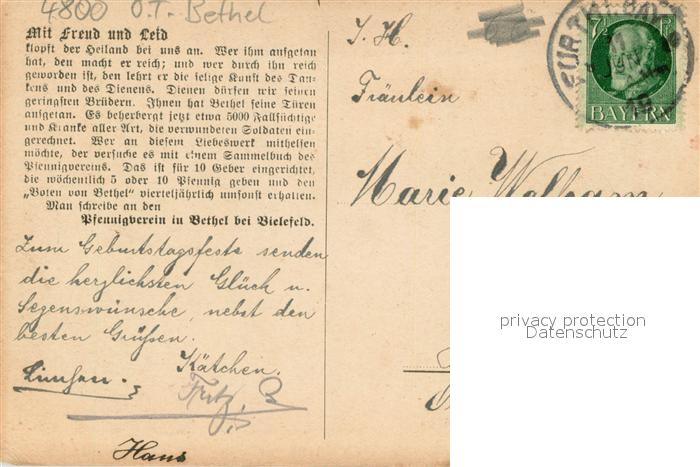 4800 O.T. Bethel
Mit Freud und Leid
klopft der Heiland bei uns an. Wer ihm aufgetan
hat, den macht er reich; und wer durch ihn reich
geworden ist, den lehrt er die selige Kunst des Dan-
kens und des Dienens. Dienen dürfen wir seinen
geringsten Brüdern. Ihnen hat Bethel seine Türen
aufgetan. Es beherbergt jetzt etwa 5000 Fallsüchtige
und Kranke aller Art, die verwundeten Soldaten ein-
gerechnet. Wer an diesem Liebeswerk mithelfen
möchte, der versuche es mit einem Sammelbuch des
Pfennigvereins. Das ist für 10 Geber eingerichtet,
die wöchentlich 5 oder 10 Pfennig geben und den
„Boten von Bethel" vierteljährlich umsonst erhalten.
Man schreibe an den
Pfennigverein in Bethel bei Bielefeld.
Zum Geburtstagsfeste senden
die herzlichsten Glück u.
Segenswünsche, nebst den
besten Grüßen.
Kätchen.
Fritz, B
Hans
I. H.
Fräulein
Marie
7½ P
BAYERN
FÜRTH
JUN
privacy protection
Datenschutz